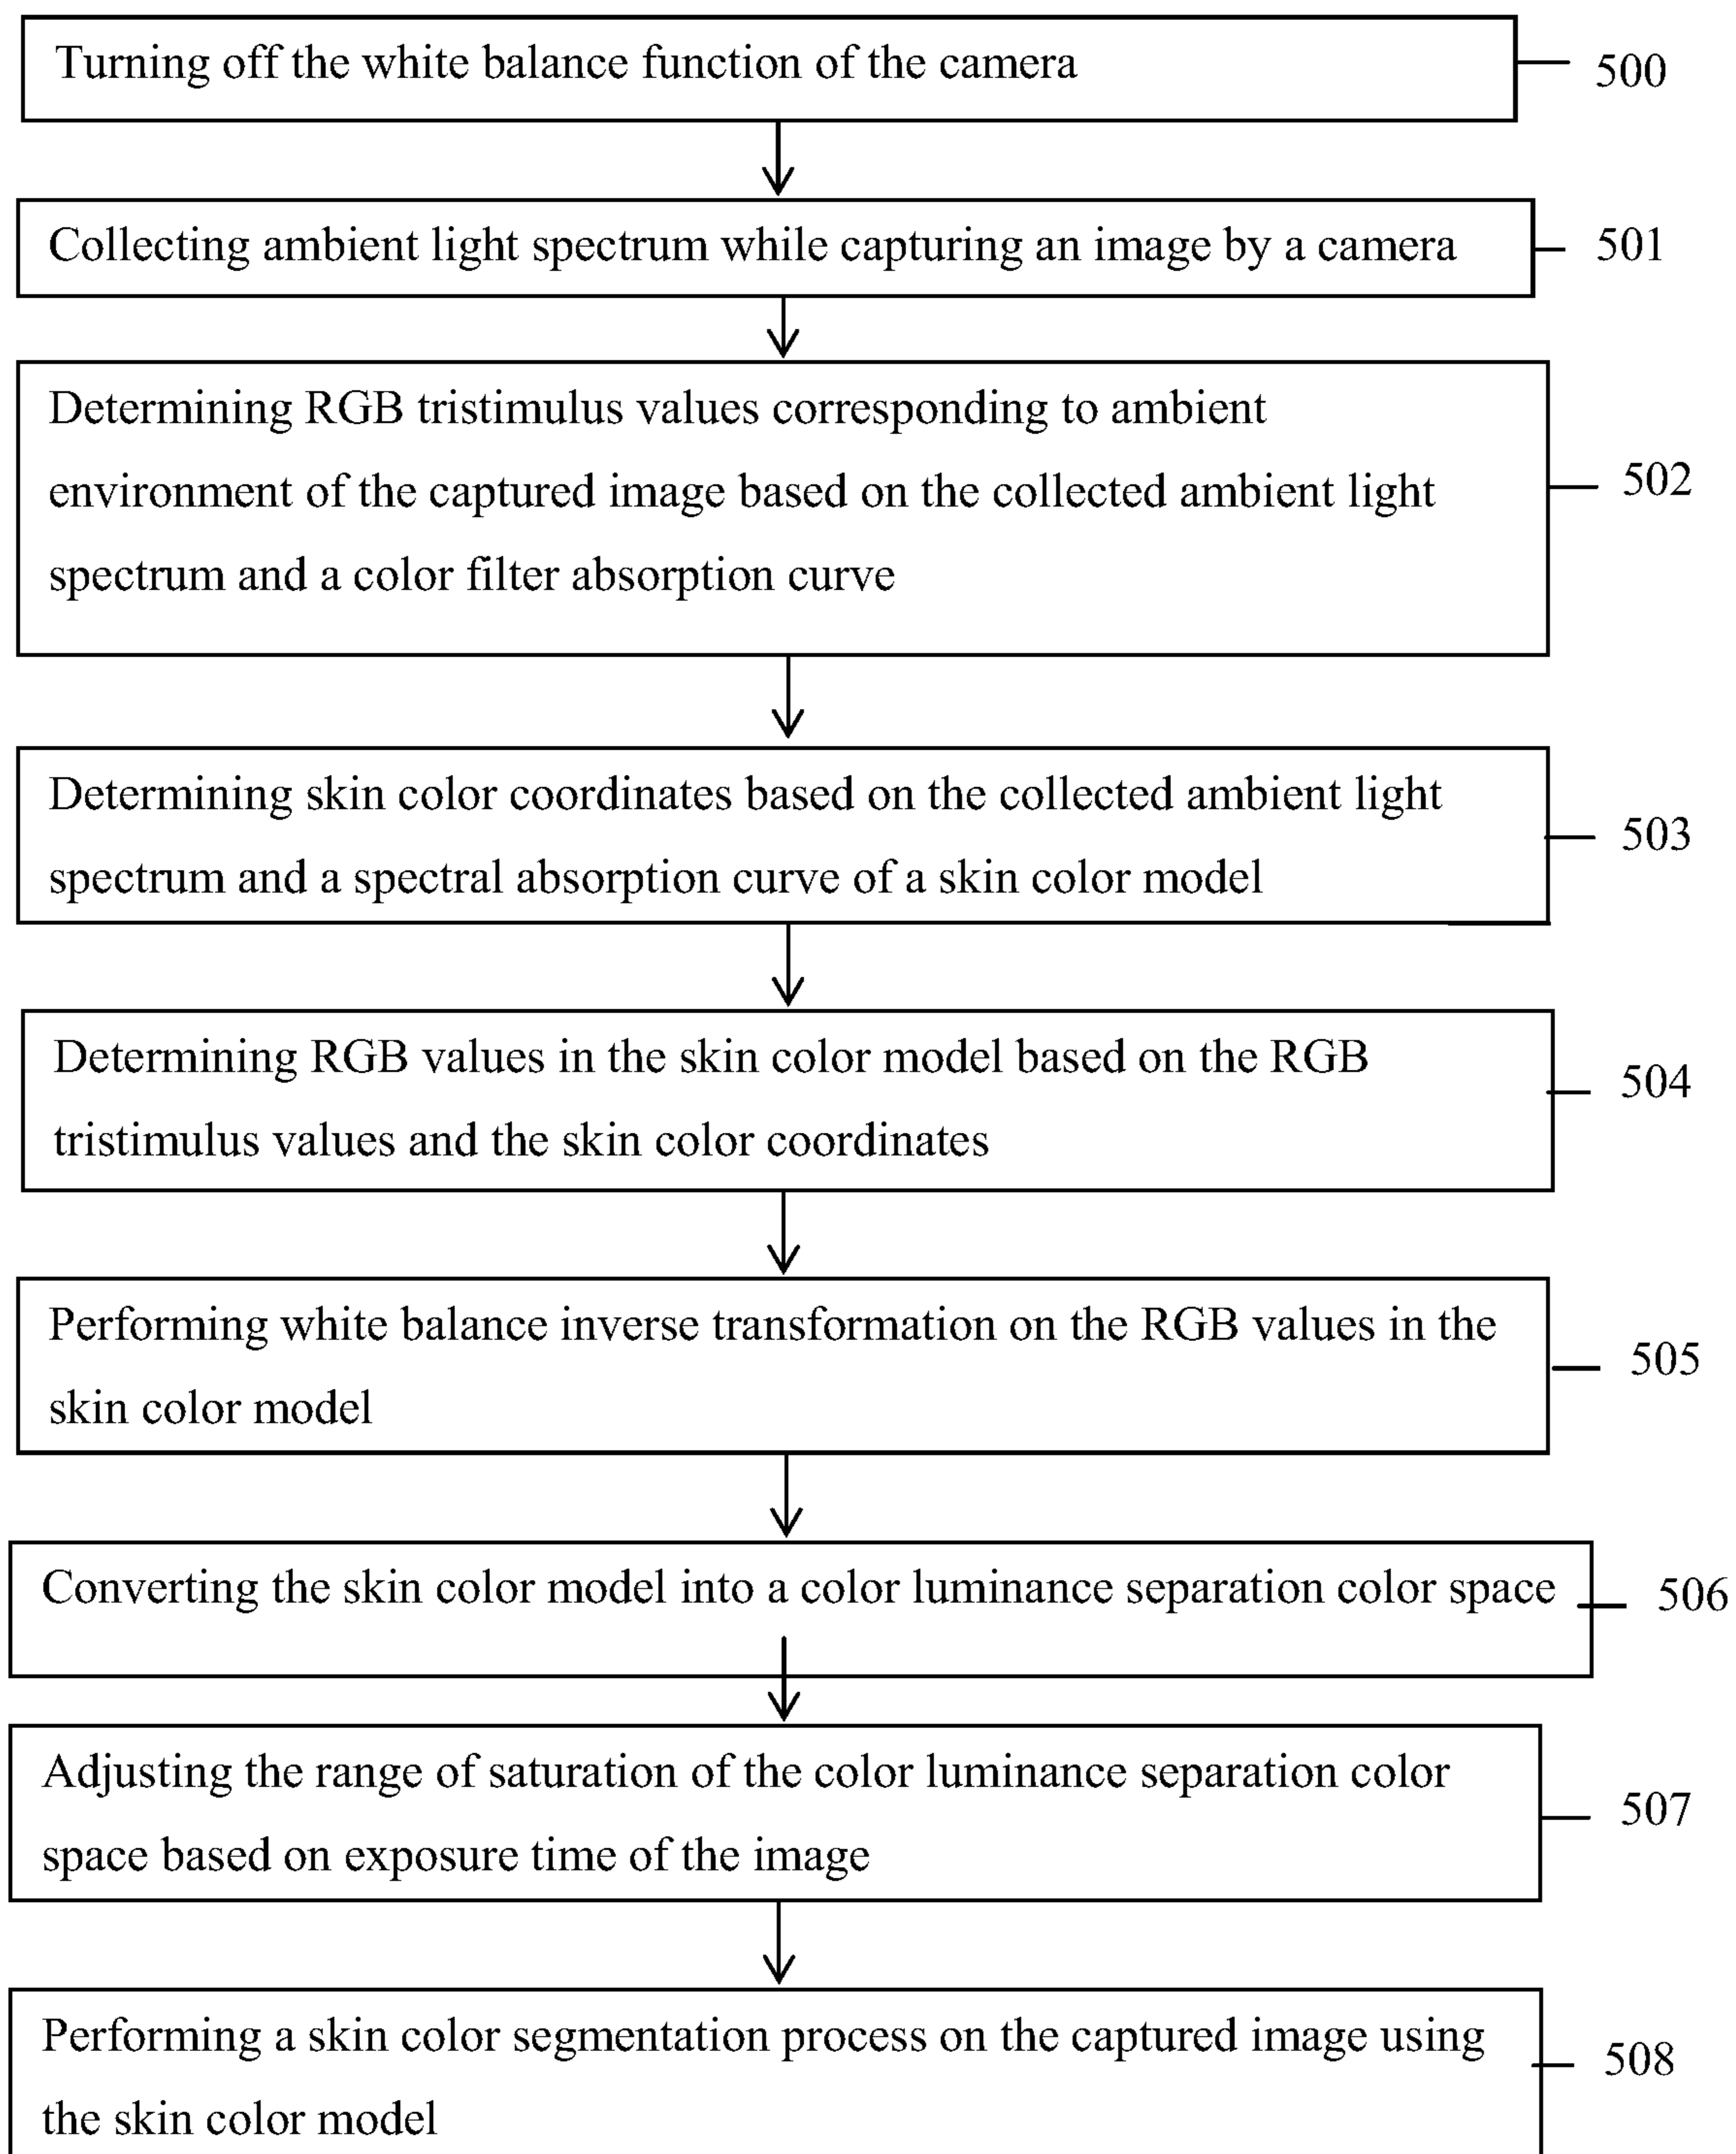 Turning off the white balance function of the camera
500
Collecting ambient light spectrum while capturing an image by a camera
501
Determining RGB tristimulus values corresponding to ambient
environment of the captured image based on the collected ambient light
spectrum and a color filter absorption curve
502
Determining skin color coordinates based on the collected ambient light
spectrum and a spectral absorption curve of a skin color model
503
Determining RGB values in the skin color model based on the RGB
tristimulus values and the skin color coordinates
504
Performing white balance inverse transformation on the RGB values in the
skin color model
505
Converting the skin color model into a color luminance separation color space
506
Adjusting the range of saturation of the color luminance separation color
space based on exposure time of the image
507
Performing a skin color segmentation process on the captured image using
the skin color model
508